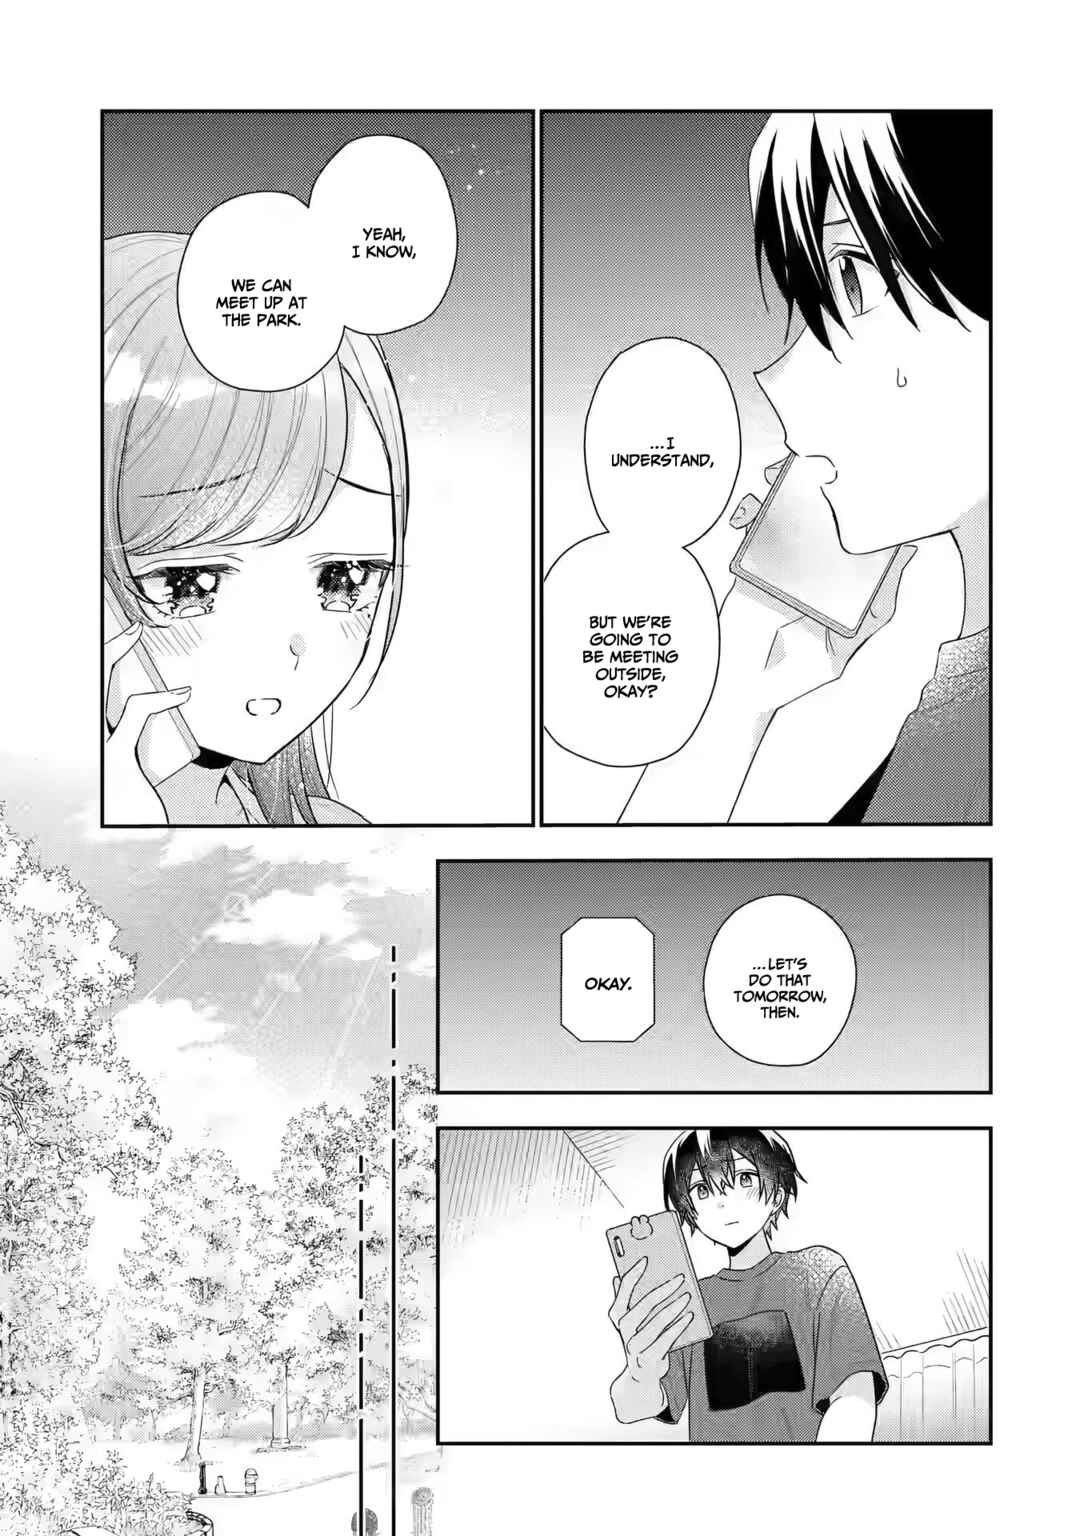 ...I
UNDERSTAND,
BUT WE'RE
GOING TO
BE MEETING
OUTSIDE,
OKAY?
YEAH,
I KNOW,
WE CAN
MEET UP AT
THE PARK.
...LET'S
DO THAT
TOMORROW,
THEN.
OKAY.